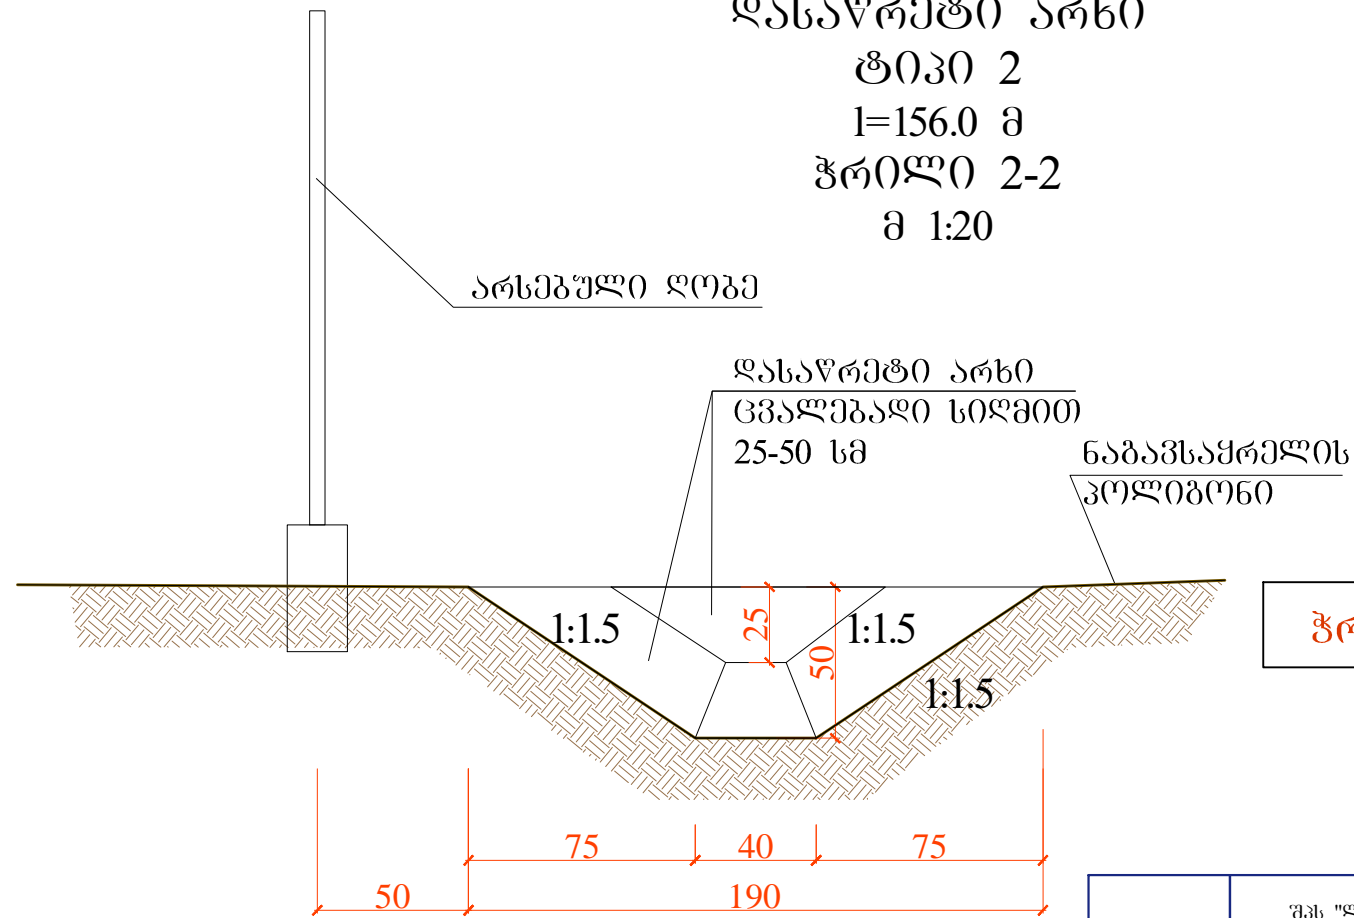 დასაწრეტი არხი
ტიპი 2
l=156.0 მ
ჭრილი 2-2
მ 1:20
არსებული ღობე
დასაწრეტი არხი
ცვალებადი სიღმით
25-50 სმ
ნაგავსაყრელის
პოლიგონი
1:1.5
25
1:1.5
50
1:1.5
75
40
75
50
190
შპს